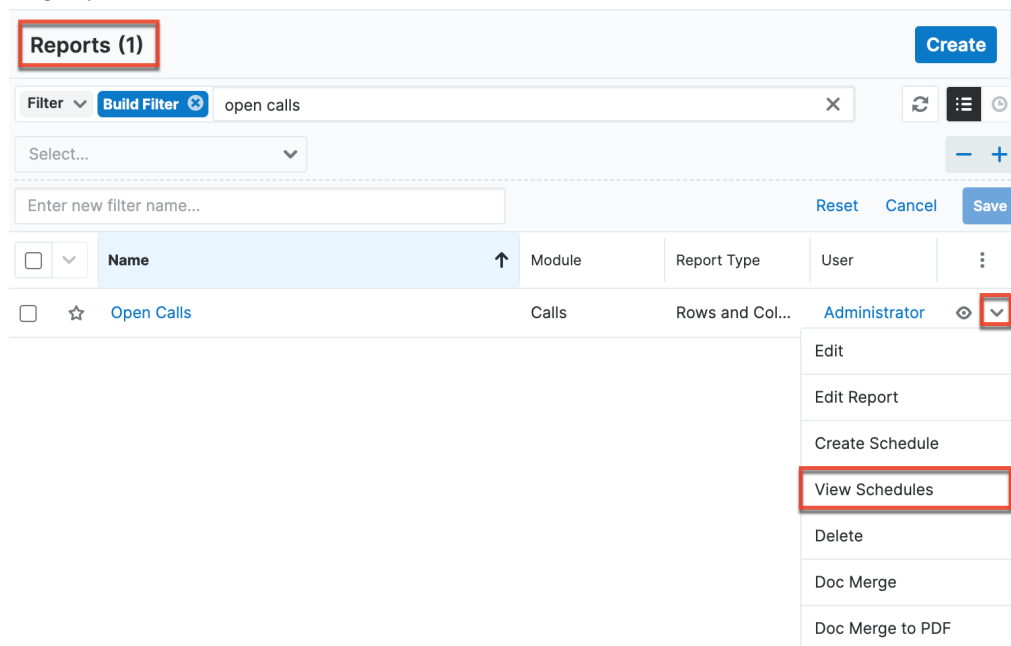 Reports (1)
Create
Filter
Build Filter
open calls
Select...
Enter new filter name...
Reset
Cancel
Save
Name
Module
Report Type
User
Open Calls
Calls
Rows and Col...
Administrator
Edit
Edit Report
Create Schedule
View Schedules
Delete
Doc Merge
Doc Merge to PDF